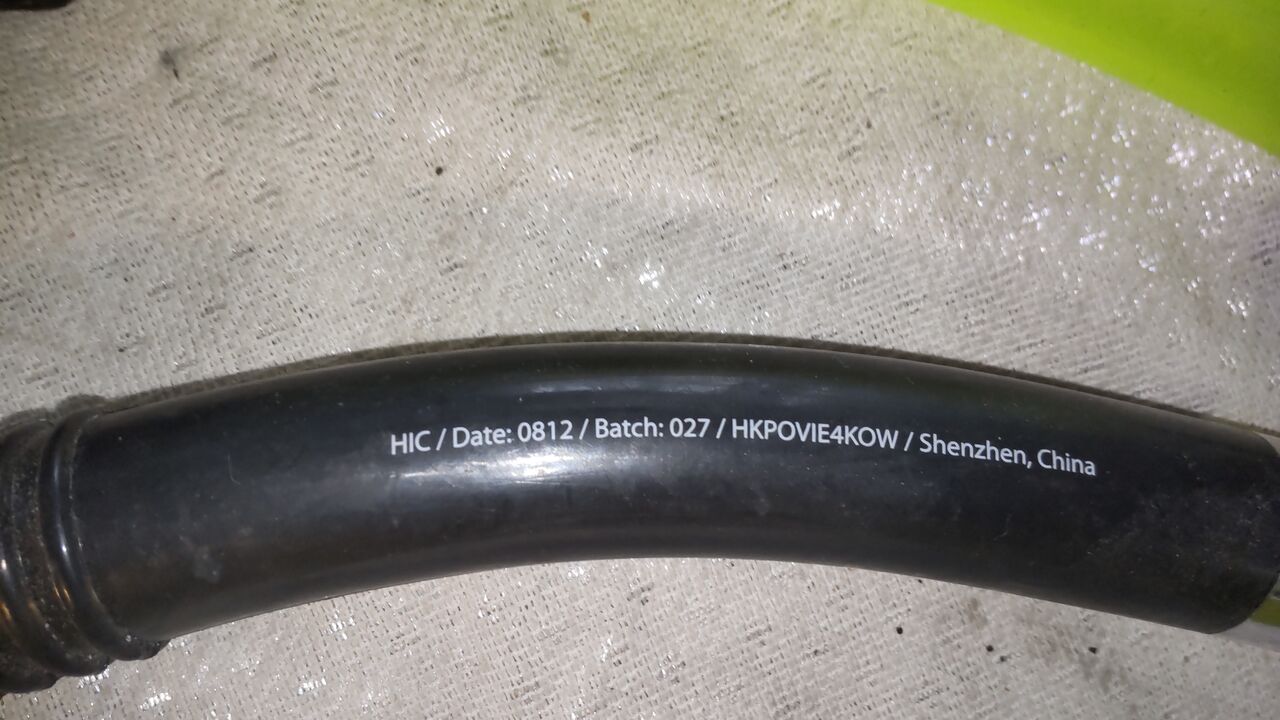 HIC / Date: 0812 / Batch: 027 / HKPOVIE4KOW / Shenzhen, China